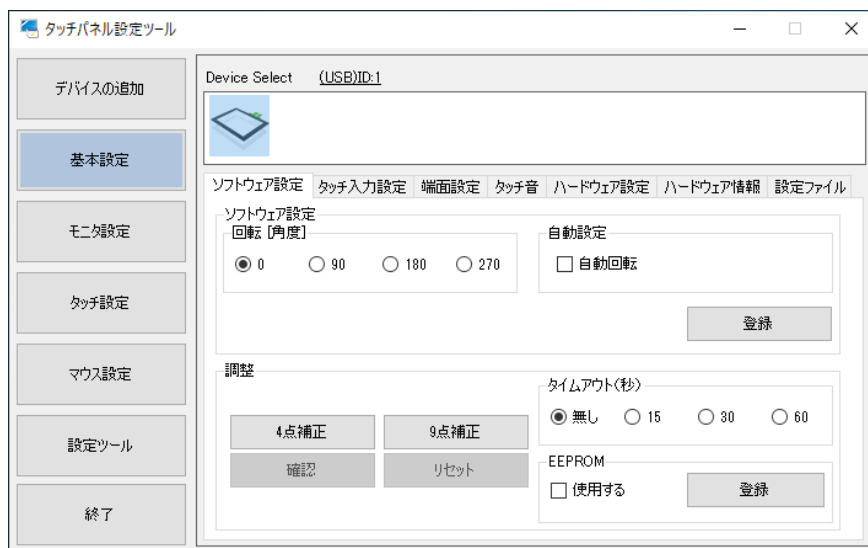 タッチパネル設定ツール
デバイスの追加
基本設定
モニタ設定
タッチ設定
マウス設定
設定ツール
終了
Device Select (USB)ID:1
ソフトウェア設定 タッチ入力設定 端面設定 タッチ音 ハードウェア設定 ハードウェア情報 設定ファイル
ソフトウェア設定
回転 [角度]
0 90 180 270
自動設定
自動回転
登録
調整
4点補正 9点補正
確認 リセット
タイムアウト(秒)
無し 15 30 60
EEPROM
使用する 登録